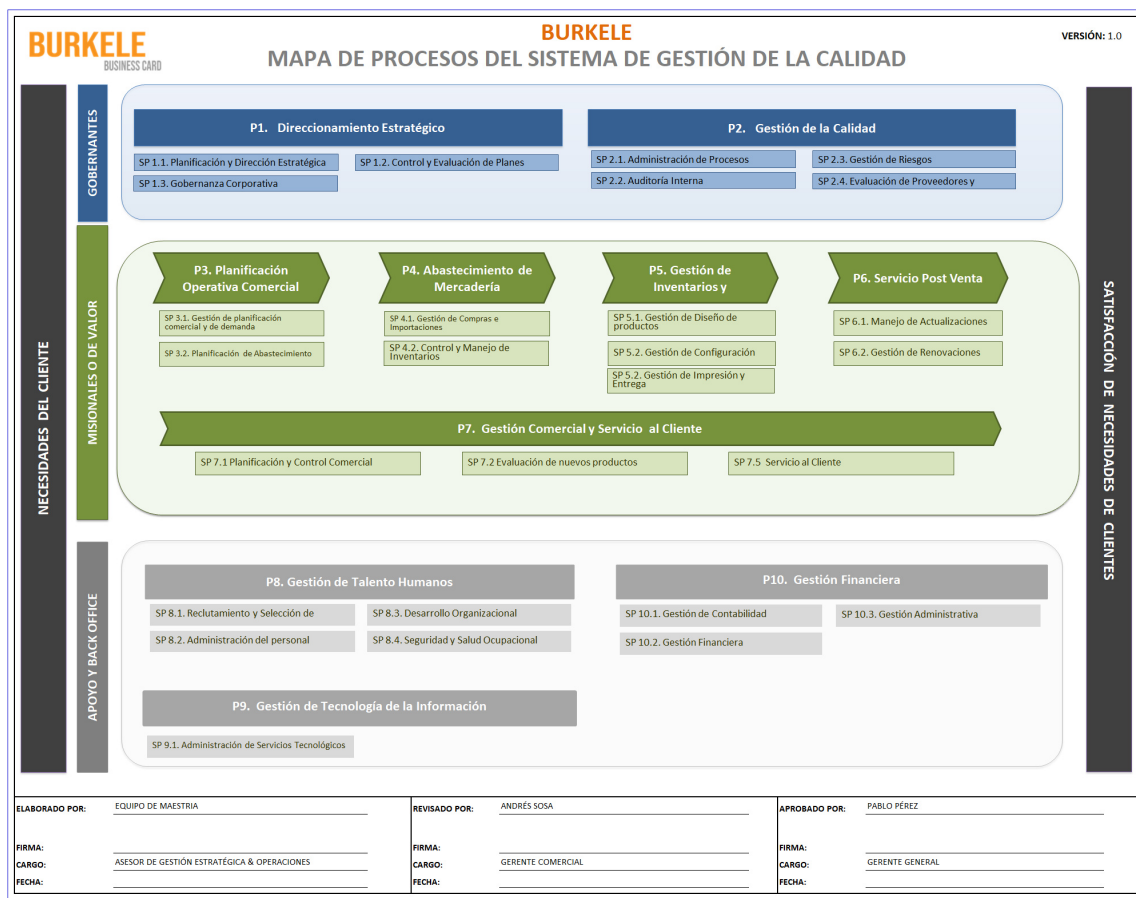 BURKELE
BUSINESS CARD
BURKELE
MAPA DE PROCESOS DEL SISTEMA DE GESTIÓN DE LA CALIDAD
VERSIÓN: 1.0
NECESIDADES DEL CLIENTE
GOBERNANTES
P1. Direccionamiento Estratégico
SP 1.1. Planificación y Dirección Estratégica
SP 1.2. Control y Evaluación de Planes
SP 1.3. Gobernanza Corporativa
P2. Gestión de la Calidad
SP 2.1. Administración de Procesos
SP 2.3. Gestión de Riesgos
SP 2.2. Auditoría Interna
SP 2.4. Evaluación de Proveedores y
MISIONALES O DE VALOR
P3. Planificación
Operativa Comercial
SP 3.1. Gestión de planificación
comercial y de demanda
SP 3.2. Planificación de Abastecimiento
P4. Abastecimiento de
Mercadería
SP 4.1. Gestión de Compras e
Importaciones
SP 4.2. Control y Manejo de
Inventarios
P5. Gestión de
Inventarios y
SP 5.1. Gestión de Diseño de
productos
SP 5.2. Gestión de Configuración
SP 5.2. Gestión de Impresión y
Entrega
P6. Servicio Post Venta
SP 6.1. Manejo de Actualizaciones
SP 6.2. Gestión de Renovaciones
P7. Gestión Comercial y Servicio al Cliente
SP 7.1 Planificación y Control Comercial
SP 7.2 Evaluación de nuevos productos
SP 7.5 Servicio al Cliente
APOYO Y BACK OFFICE
P8. Gestión de Talento Humanos
SP 8.1. Reclutamiento y Selección de
SP 8.3. Desarrollo Organizacional
SP 8.2. Administración del personal
SP 8.4. Seguridad y Salud Ocupacional
P10. Gestión Financiera
SP 10.1. Gestión de Contabilidad
SP 10.3. Gestión Administrativa
SP 10.2. Gestión Financiera
P9. Gestión de Tecnología de la Información
SP 9.1. Administración de Servicios Tecnológicos
SATISFACCIÓN DE NECESIDADES DE CLIENTES
ELABORADO POR: EQUIPO DE MAESTRIA
FIRMA:
CARGO: ASESOR DE GESTIÓN ESTRATÉGICA & OPERACIONES
FECHA:
REVISADO POR: ANDRÉS SOSA
FIRMA:
CARGO: GERENTE COMERCIAL
FECHA:
APROBADO POR: PABLO PÉREZ
FIRMA:
CARGO: GERENTE GENERAL
FECHA: